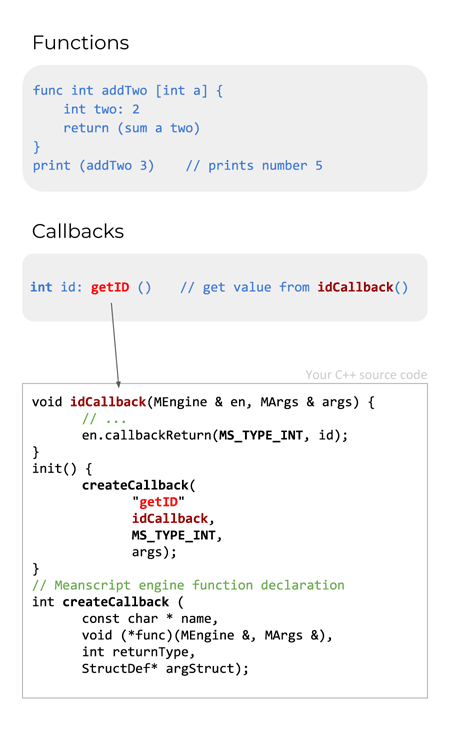 Functions
func int addTwo [int a] {
int two: 2
return (sum a two)
}
print (addTwo 3) // prints number 5
Callbacks
int id: getID () // get value from idCallback()
Your C++ source code
void idCallback(MEngine & en, MArgs & args) {
// ...
en.callbackReturn(MS_TYPE_INT, id);
}
init() {
createCallback(
"getID"
idCallback,
MS_TYPE_INT,
args);
}
// Meanscript engine function declaration
int createCallback (
const char * name,
void (*func)(MEngine &, MArgs &),
int returnType,
StructDef* argStruct);